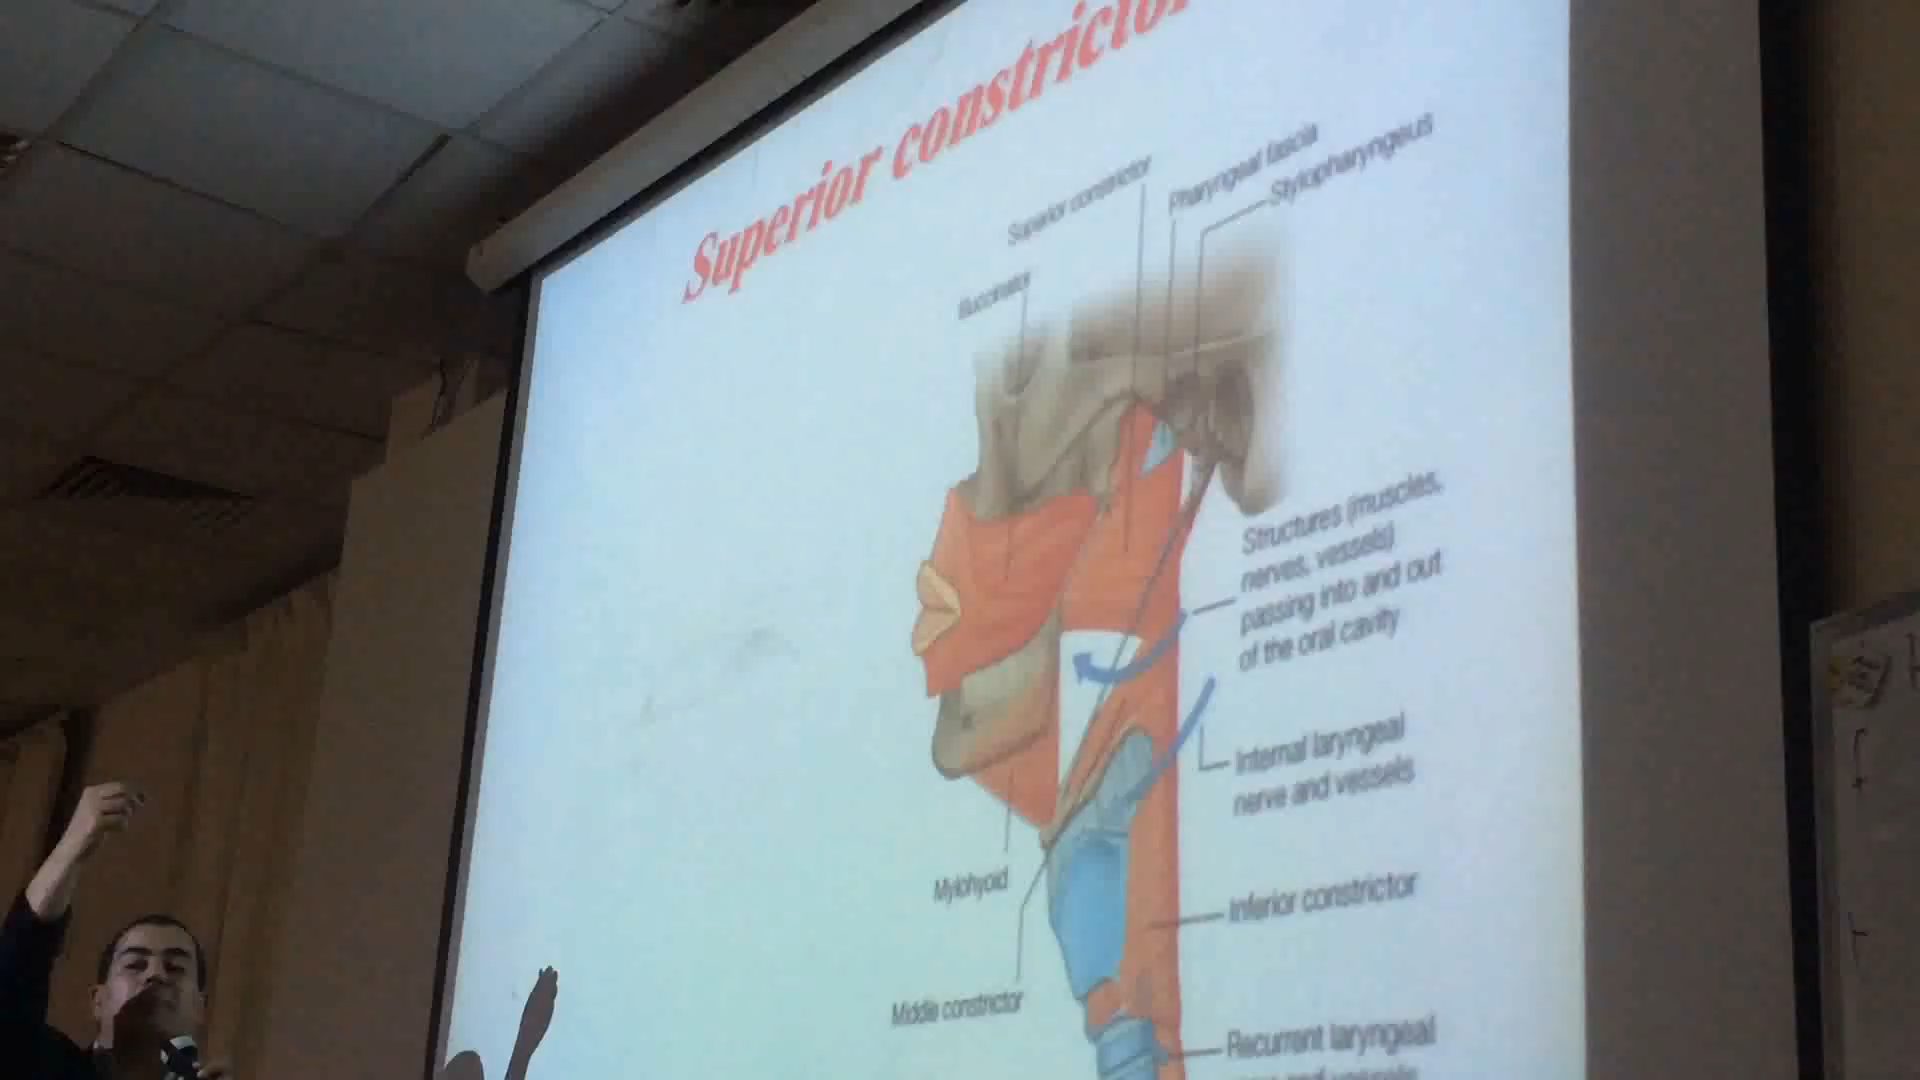 Superior constrictor
Superior constrictor
Pharyngeal fascia
Stylopharyngeus
Buccinator
Structures (muscles,
nerves, vessels)
passing into and out
of the oral cavity
Internal laryngeal
nerve and vessels
Mylohyoid
Inferior constrictor
Middle constrictor
Recurrent laryngeal